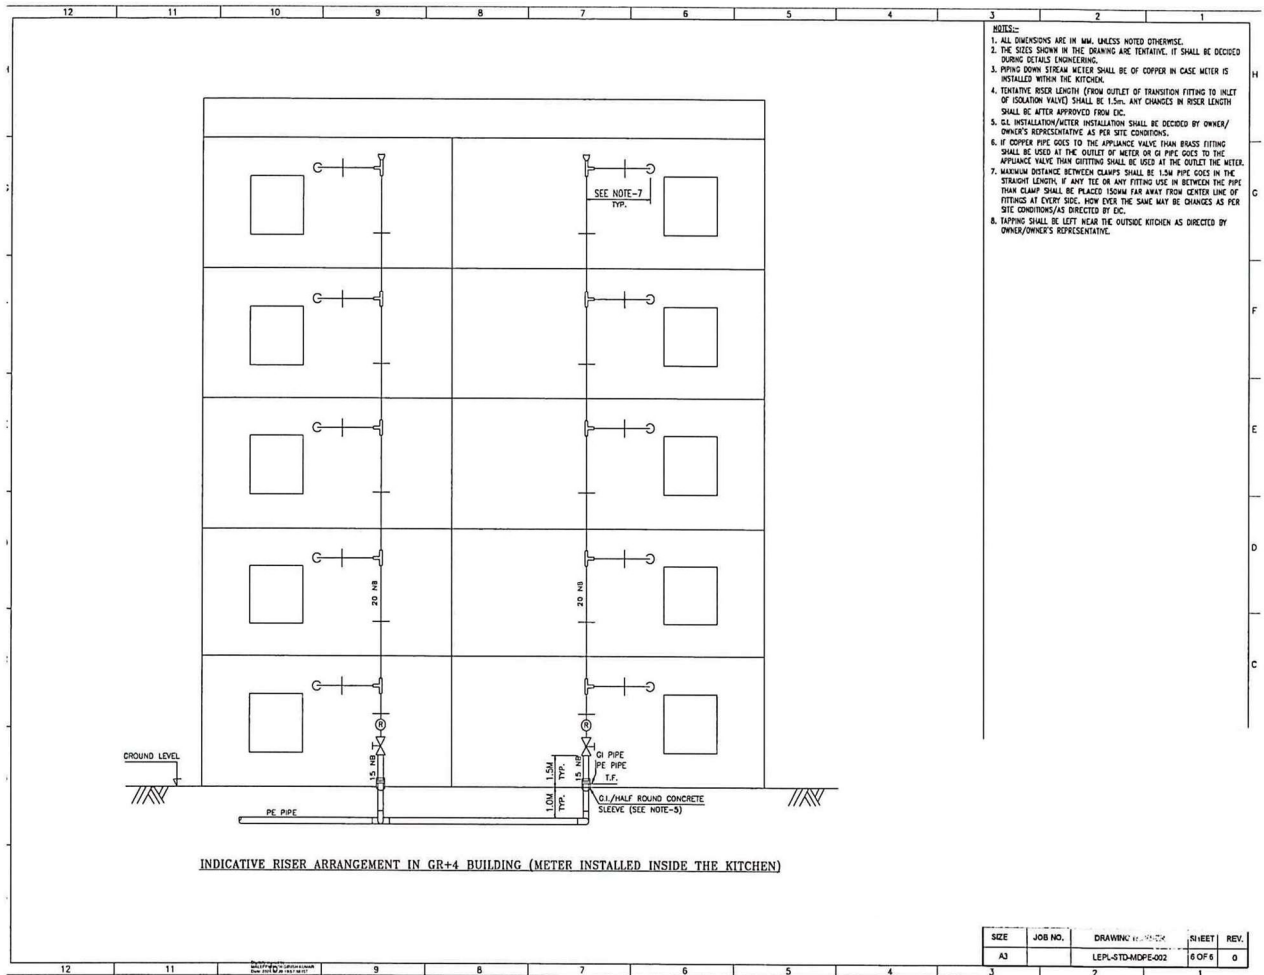 12 11 10 9 8 7 6 5 4 3 2 1
NOTES:-
1. ALL DIMENSIONS ARE IN MM. UNLESS NOTED OTHERWISE.
2. THE SIZES SHOWN IN THE DRAWING ARE TENTATIVE. IT SHALL BE DECIDED
DURING DETAILS ENGINEERING.
3. PIPING DOWN STREAM METER SHALL BE OF COPPER IN CASE METER IS
INSTALLED WITHIN THE KITCHEN.
4. TENTATIVE RISER LENGTH (FROM OUTLET OF TRANSITION FITTING TO INLET
OF ISOLATION VALVE) SHALL BE 1.5m. ANY CHANGES IN RISER LENGTH
SHALL BE AFTER APPROVED FROM EIC.
5. G.I. INSTALLATION/METER INSTALLATION SHALL BE DECIDED BY OWNER/
OWNER'S REPRESENTATIVE AS PER SITE CONDITIONS.
6. IF COPPER PIPE GOES TO THE APPLIANCE VALVE THAN BRASS FITTING
SHALL BE USED AT THE OUTLET OF METER OR GI PIPE GOES TO THE
APPLIANCE VALVE THAN GIFITTING SHALL BE USED AT THE OUTLET THE METER.
7. MAXIMUM DISTANCE BETWEEN CLAMPS SHALL BE 1.5M PIPE GOES IN THE
STRAIGHT LENGTH, IF ANY TEE OR ANY FITTING USE IN BETWEEN THE PIPE
THAN CLAMP SHALL BE PLACED 150MM FAR AWAY FROM CENTER LINE OF
FITTINGS AT EVERY SIDE. HOW EVER THE SAME MAY BE CHANGES AS PER
SITE CONDITIONS/AS DIRECTED BY EIC.
8. TAPPING SHALL BE LEFT NEAR THE OUTSIDE KITCHEN AS DIRECTED BY
OWNER/OWNER'S REPRESENTATIVE.
H
G
F
E
D
C
SEE NOTE-7
TYP.
20 NB
20 NB
R
R
GROUND LEVEL
15 NB
1.5M
TYP.
15 NB
GI PIPE
PE PIPE
T.F.
1.0M
TYP.
G.I./HALF ROUND CONCRETE
SLEEVE (SEE NOTE-5)
PE PIPE
INDICATIVE RISER ARRANGEMENT IN GR+4 BUILDING (METER INSTALLED INSIDE THE KITCHEN)
SIZE JOB NO. DRAWING SHEET REV.
A3 LEPL-STD-MDPE-002 6 OF 6 0
12 11 10 9 8 7 6 5 4 3 2 1